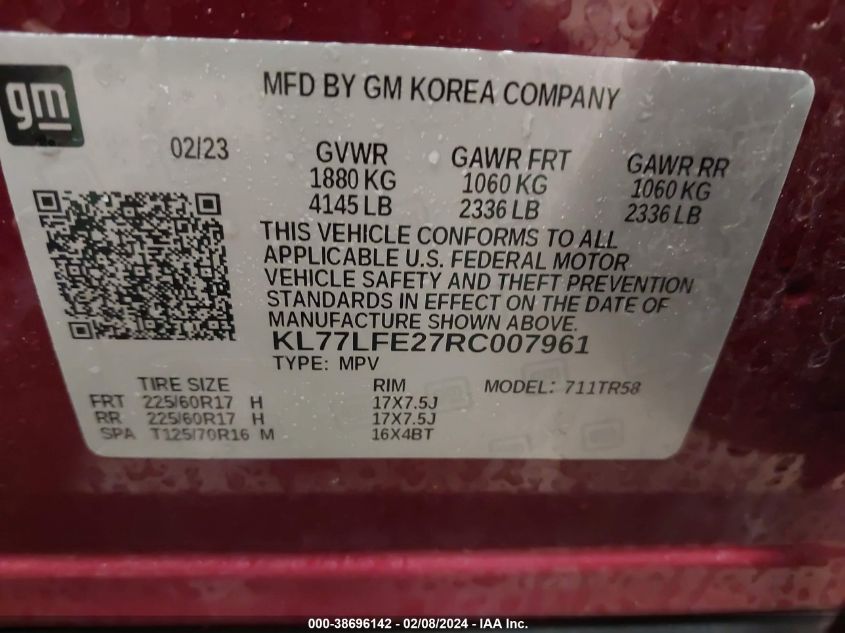 gm
MFD BY GM KOREA COMPANY
02/23
GVWR GAWR FRT GAWR RR
1880 KG 1060 KG 1060 KG
4145 LB 2336 LB 2336 LB
THIS VEHICLE CONFORMS TO ALL
APPLICABLE U.S. FEDERAL MOTOR
VEHICLE SAFETY AND THEFT PREVENTION
STANDARDS IN EFFECT ON THE DATE OF
MANUFACTURE SHOWN ABOVE.
KL77LFE27RC007961
TYPE: MPV
TIRE SIZE RIM MODEL: 711TR58
FRT 225/60R17 H 17X7.5J
RR 225/60R17 H 17X7.5J
SPA T125/70R16 M 16X4BT
000-38696142 - 02/08/2024 - IAA Inc.